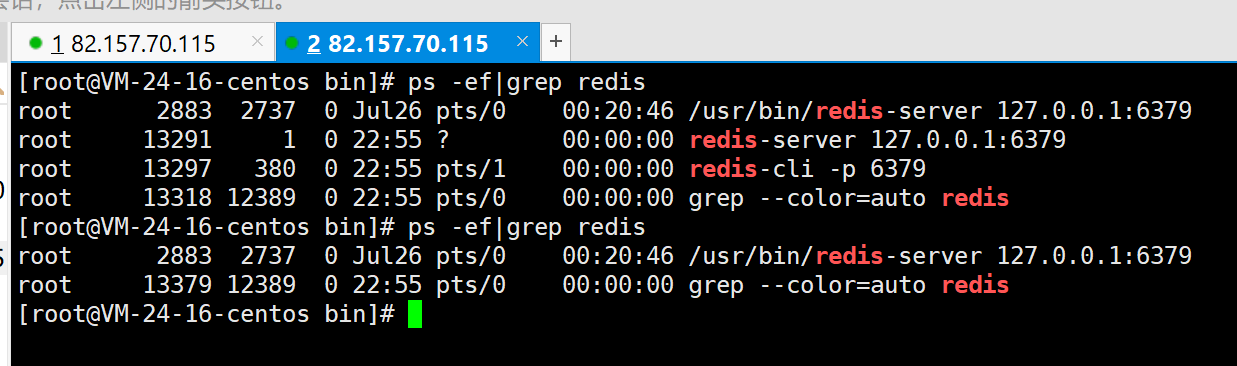 话，点击左侧的箭头按钮。
1 82.157.70.115
2 82.157.70.115
[root@VM-24-16-centos bin]# ps -ef|grep redis
root      2883  2737  0 Jul26 pts/0    00:20:46 /usr/bin/redis-server 127.0.0.1:6379
root     13291     1  0 22:55 ?        00:00:00 redis-server 127.0.0.1:6379
root     13297   380  0 22:55 pts/1    00:00:00 redis-cli -p 6379
root     13318 12389  0 22:55 pts/0    00:00:00 grep --color=auto redis
[root@VM-24-16-centos bin]# ps -ef|grep redis
root      2883  2737  0 Jul26 pts/0    00:20:46 /usr/bin/redis-server 127.0.0.1:6379
root     13379 12389  0 22:55 pts/0    00:00:00 grep --color=auto redis
[root@VM-24-16-centos bin]#